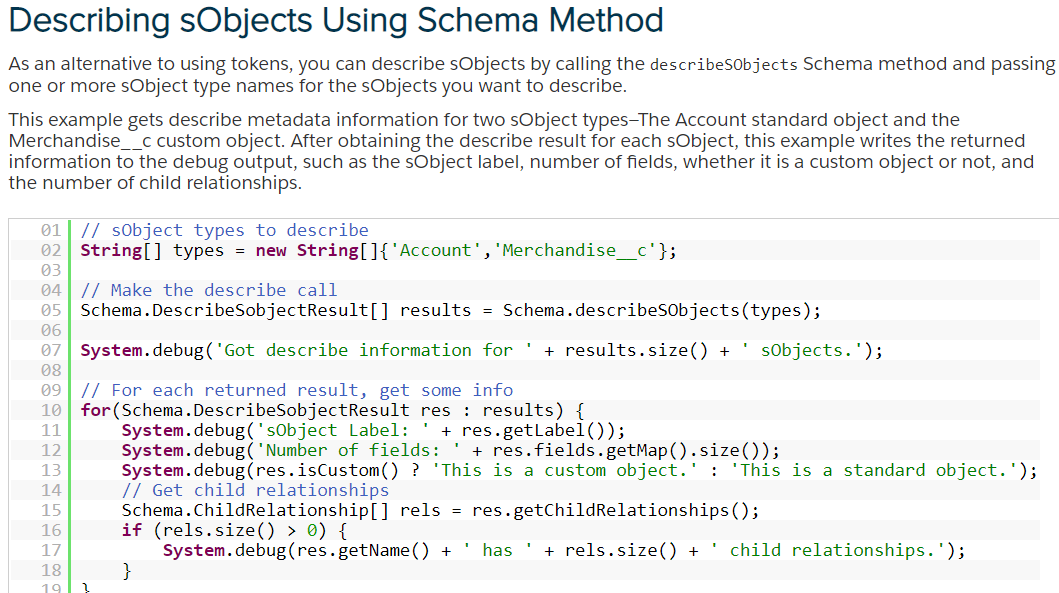 Describing sObjects Using Schema Method
As an alternative to using tokens, you can describe sObjects by calling the describeSObjects Schema method and passing
one or more sObject type names for the sObjects you want to describe.
This example gets describe metadata information for two sObject types–The Account standard object and the
Merchandise__c custom object. After obtaining the describe result for each sObject, this example writes the returned
information to the debug output, such as the sObject label, number of fields, whether it is a custom object or not, and
the number of child relationships.
01 // sObject types to describe
02 String[] types = new String[]{'Account','Merchandise__c'};
03
04 // Make the describe call
05 Schema.DescribeSobjectResult[] results = Schema.describeSObjects(types);
06
07 System.debug('Got describe information for ' + results.size() + ' sObjects.');
08
09 // For each returned result, get some info
10 for(Schema.DescribeSobjectResult res : results) {
11     System.debug('sObject Label: ' + res.getLabel());
12     System.debug('Number of fields: ' + res.fields.getMap().size());
13     System.debug(res.isCustom() ? 'This is a custom object.' : 'This is a standard object.');
14     // Get child relationships
15     Schema.ChildRelationship[] rels = res.getChildRelationships();
16     if (rels.size() > 0) {
17         System.debug(res.getName() + ' has ' + rels.size() + ' child relationships.');
18     }
19 }